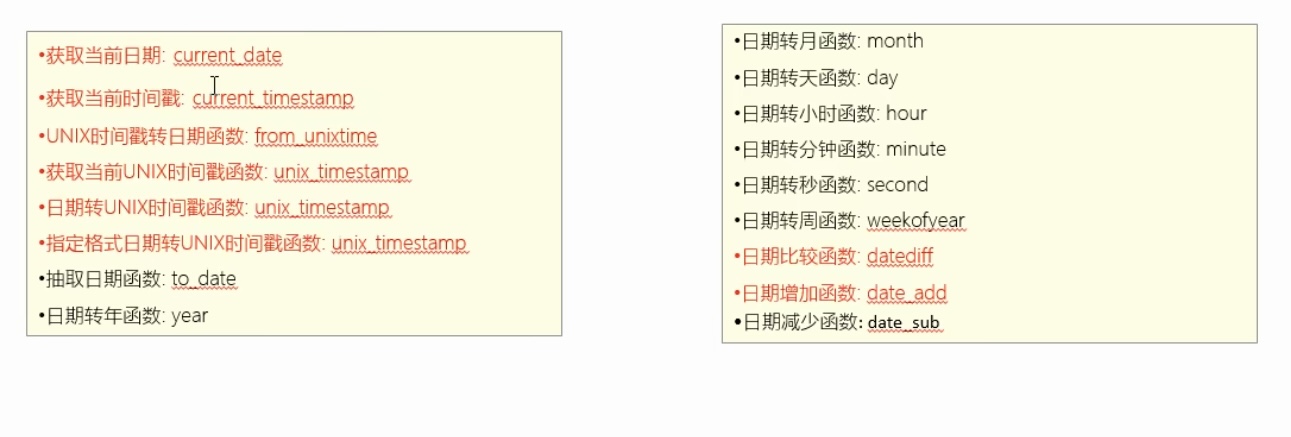 •获取当前日期: current_date
•获取当前时间戳: current_timestamp
•UNIX时间戳转日期函数: from_unixtime
•获取当前UNIX时间戳函数: unix_timestamp
•日期转UNIX时间戳函数: unix_timestamp
•指定格式日期转UNIX时间戳函数: unix_timestamp
•抽取日期函数: to_date
•日期转年函数: year
•日期转月函数: month
•日期转天函数: day
•日期转小时函数: hour
•日期转分钟函数: minute
•日期转秒函数: second
•日期转周函数: weekofyear
•日期比较函数: datediff
•日期增加函数: date_add
•日期减少函数: date_sub